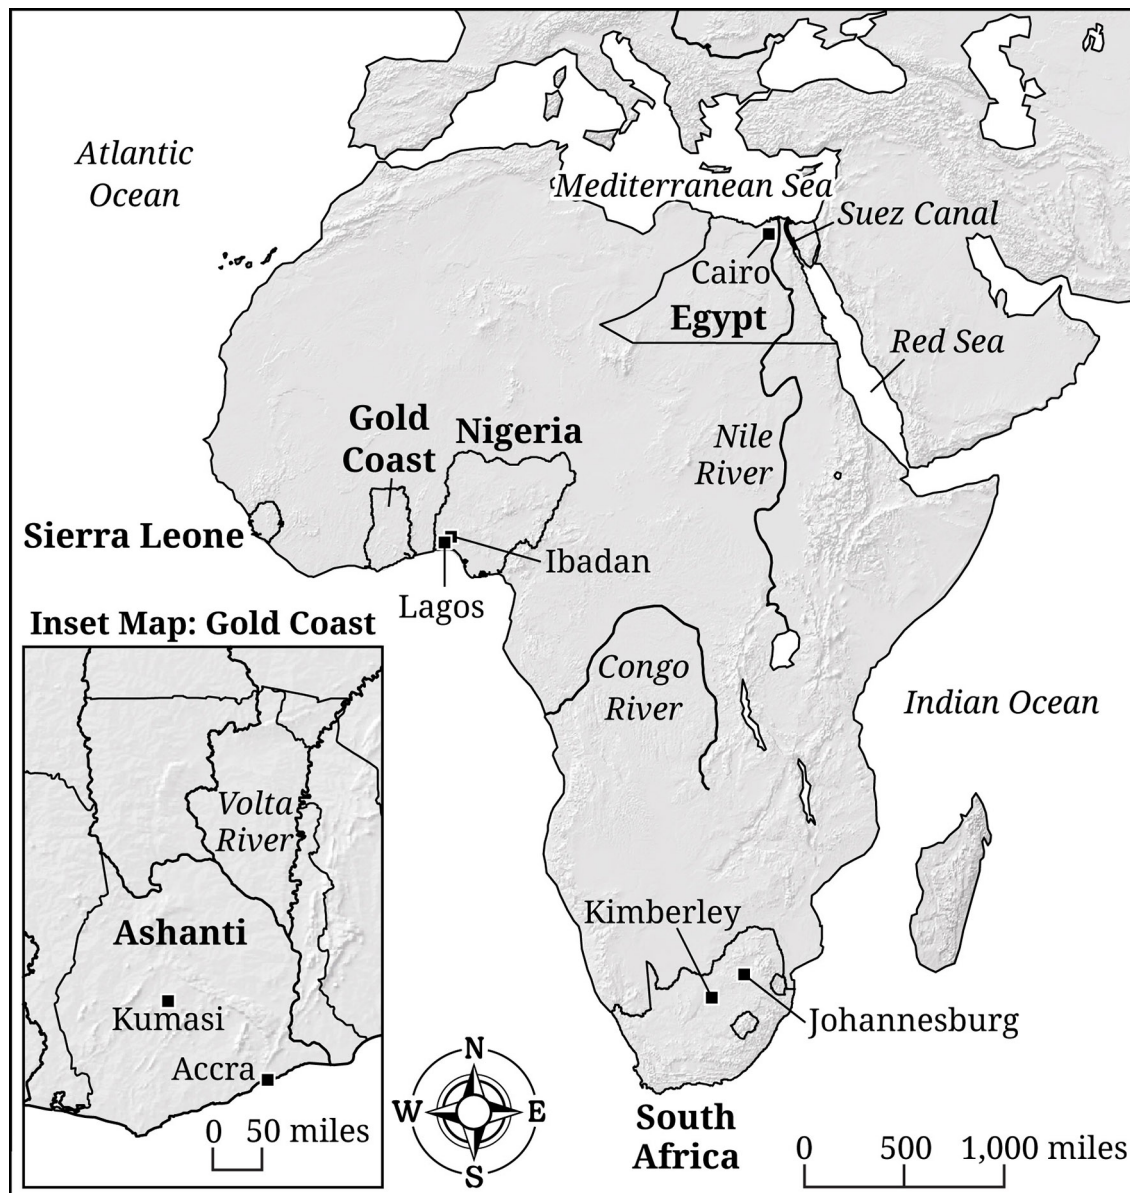 Atlantic
Ocean
Mediterranean Sea
Suez Canal
Cairo
Egypt
Red Sea
Gold
Coast
Nigeria
Nile
River
Sierra Leone
Ibadan
Lagos
Inset Map: Gold Coast
Congo
River
Indian Ocean
Volta
River
Ashanti
Kumasi
Accra
0 50 miles
Kimberley
Johannesburg
N
W E
S
South
Africa
0 500 1,000 miles